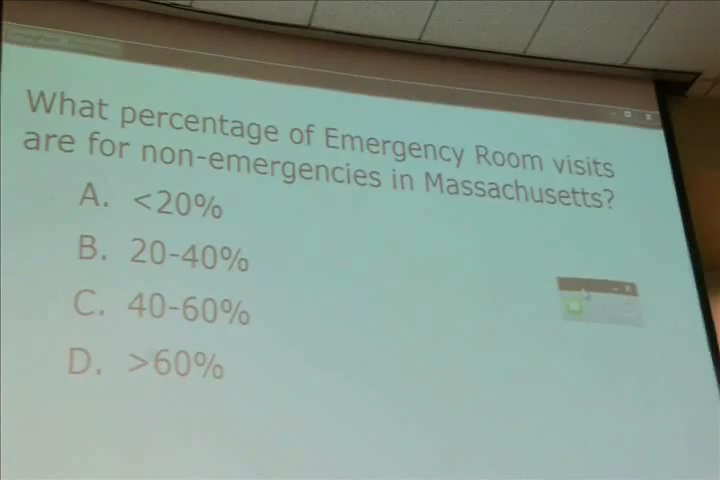 What percentage of Emergency Room visits
are for non-emergencies in Massachusetts?
A. <20%
B. 20-40%
C. 40-60%
D. >60%